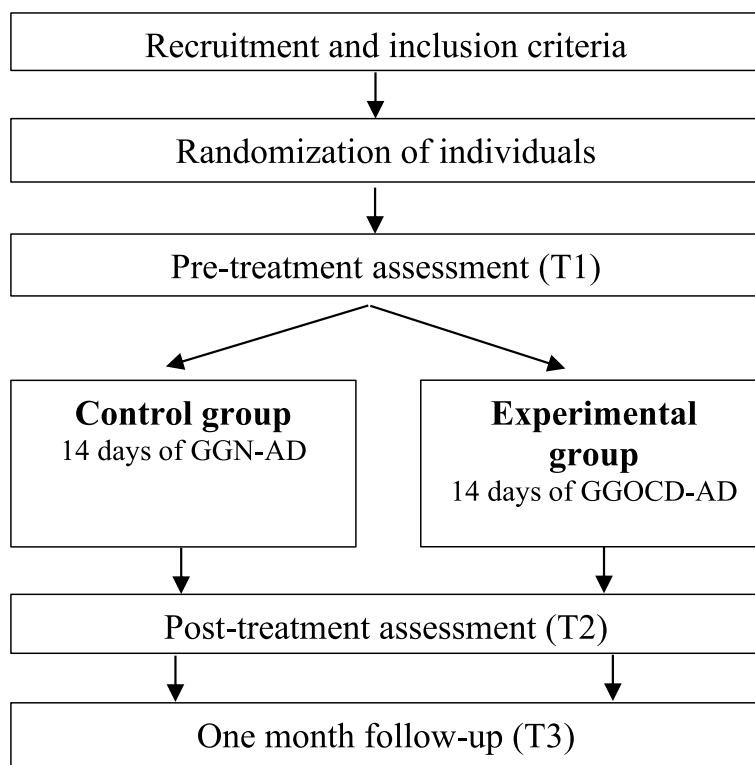 Recruitment and inclusion criteria
Randomization of individuals
Pre-treatment assessment (T1)
Control group
14 days of GGN-AD
Experimental
group
14 days of GGOCD-AD
Post-treatment assessment (T2)
One month follow-up (T3)